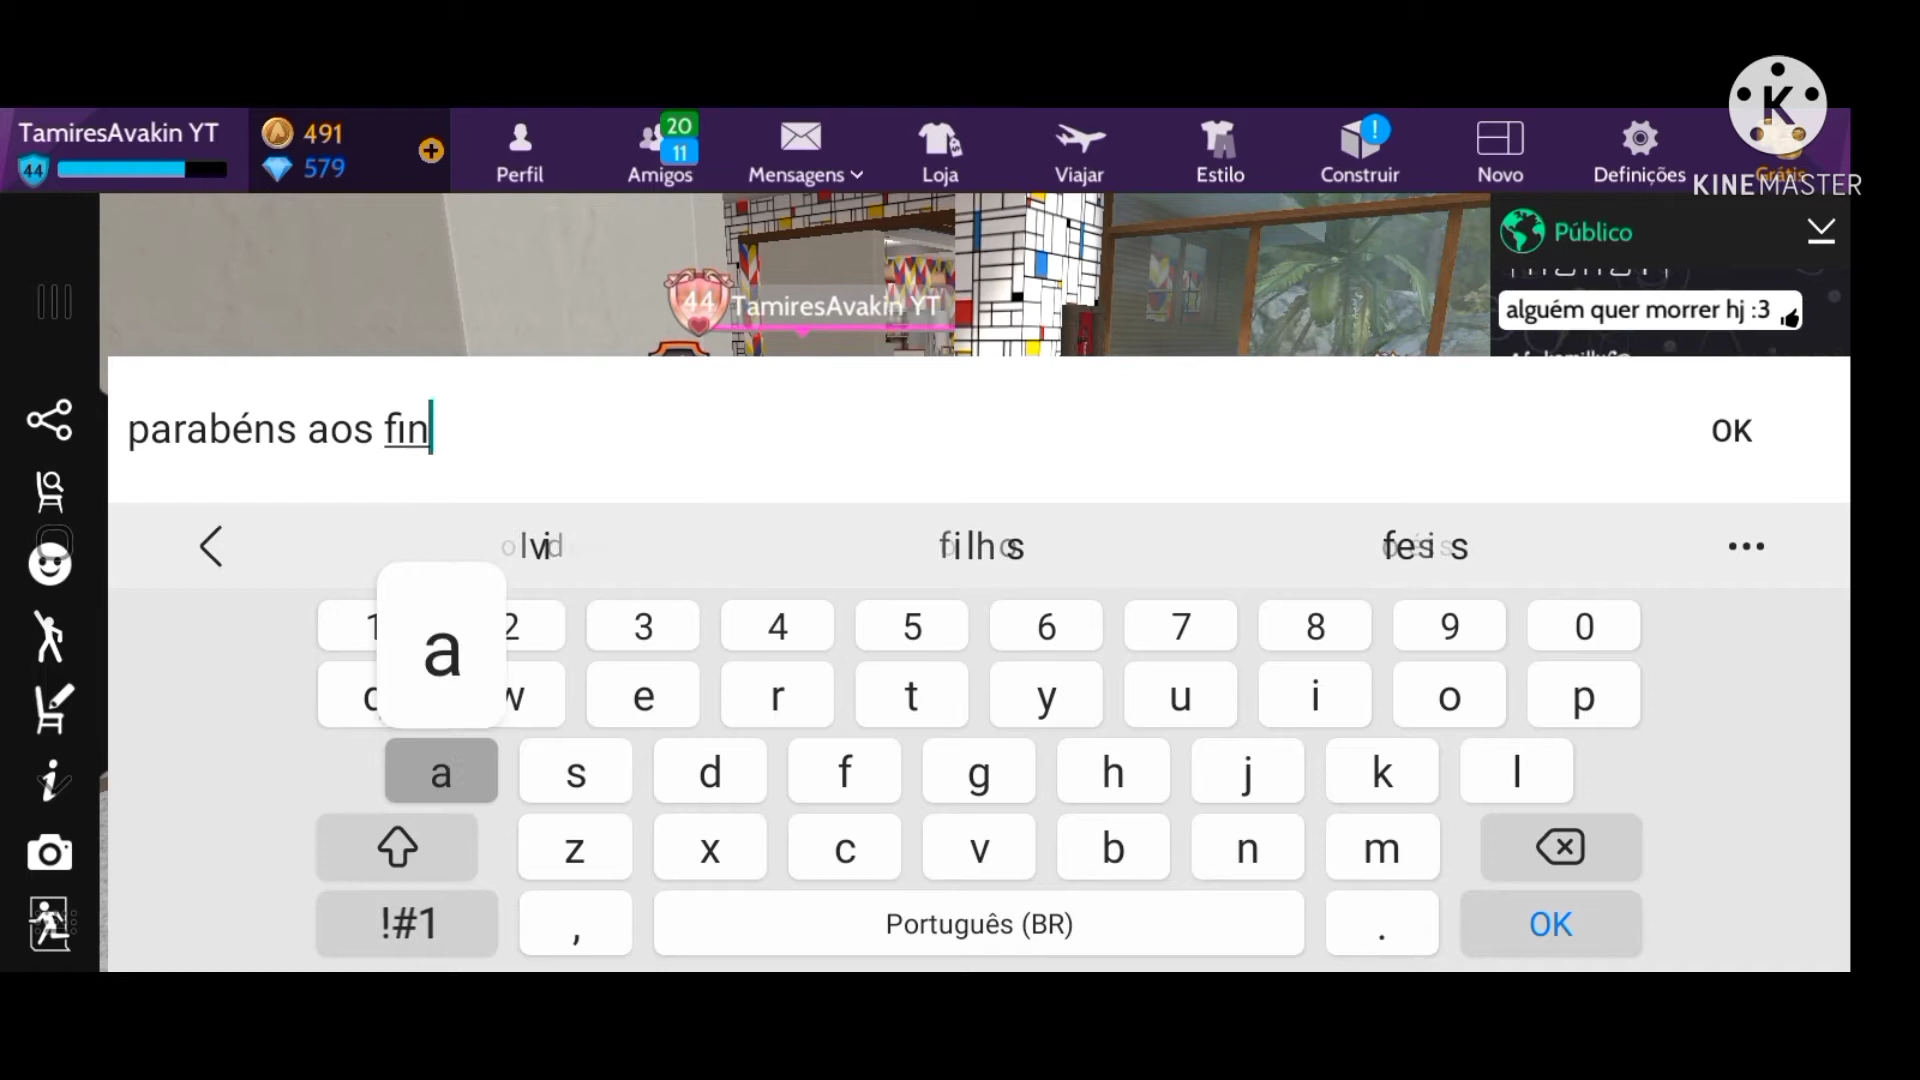 K
KINEMASTER
TamiresAvakin YT
44
491
579
Perfil
20
11
Amigos
Mensagens
Loja
Viajar
Estilo
!
Construir
Novo
Definições
Grátis
Público
44
TamiresAvakin YT
alguém quer morrer hj :3
parabéns aos fin
OK
filhos
1 2 3 4 5 6 7 8 9 0
a
w e r t y u i o p
a s d f g h j k l
z x c v b n m
!#1 , Português (BR) . OK